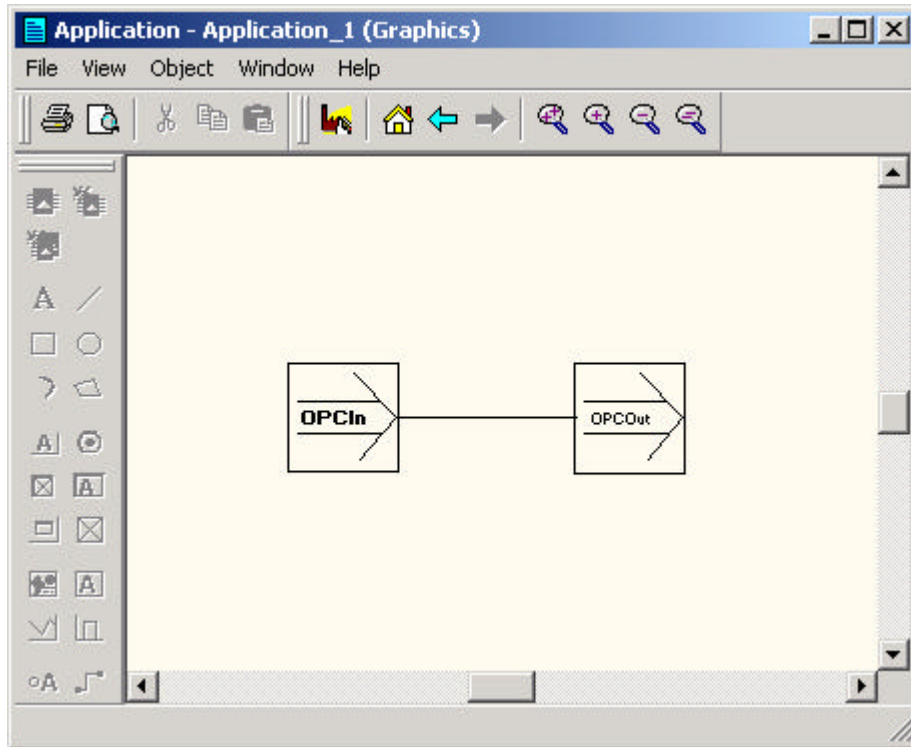 Application - Application_1 (Graphics)
File View Object Window Help
OPCIn
OPCOut